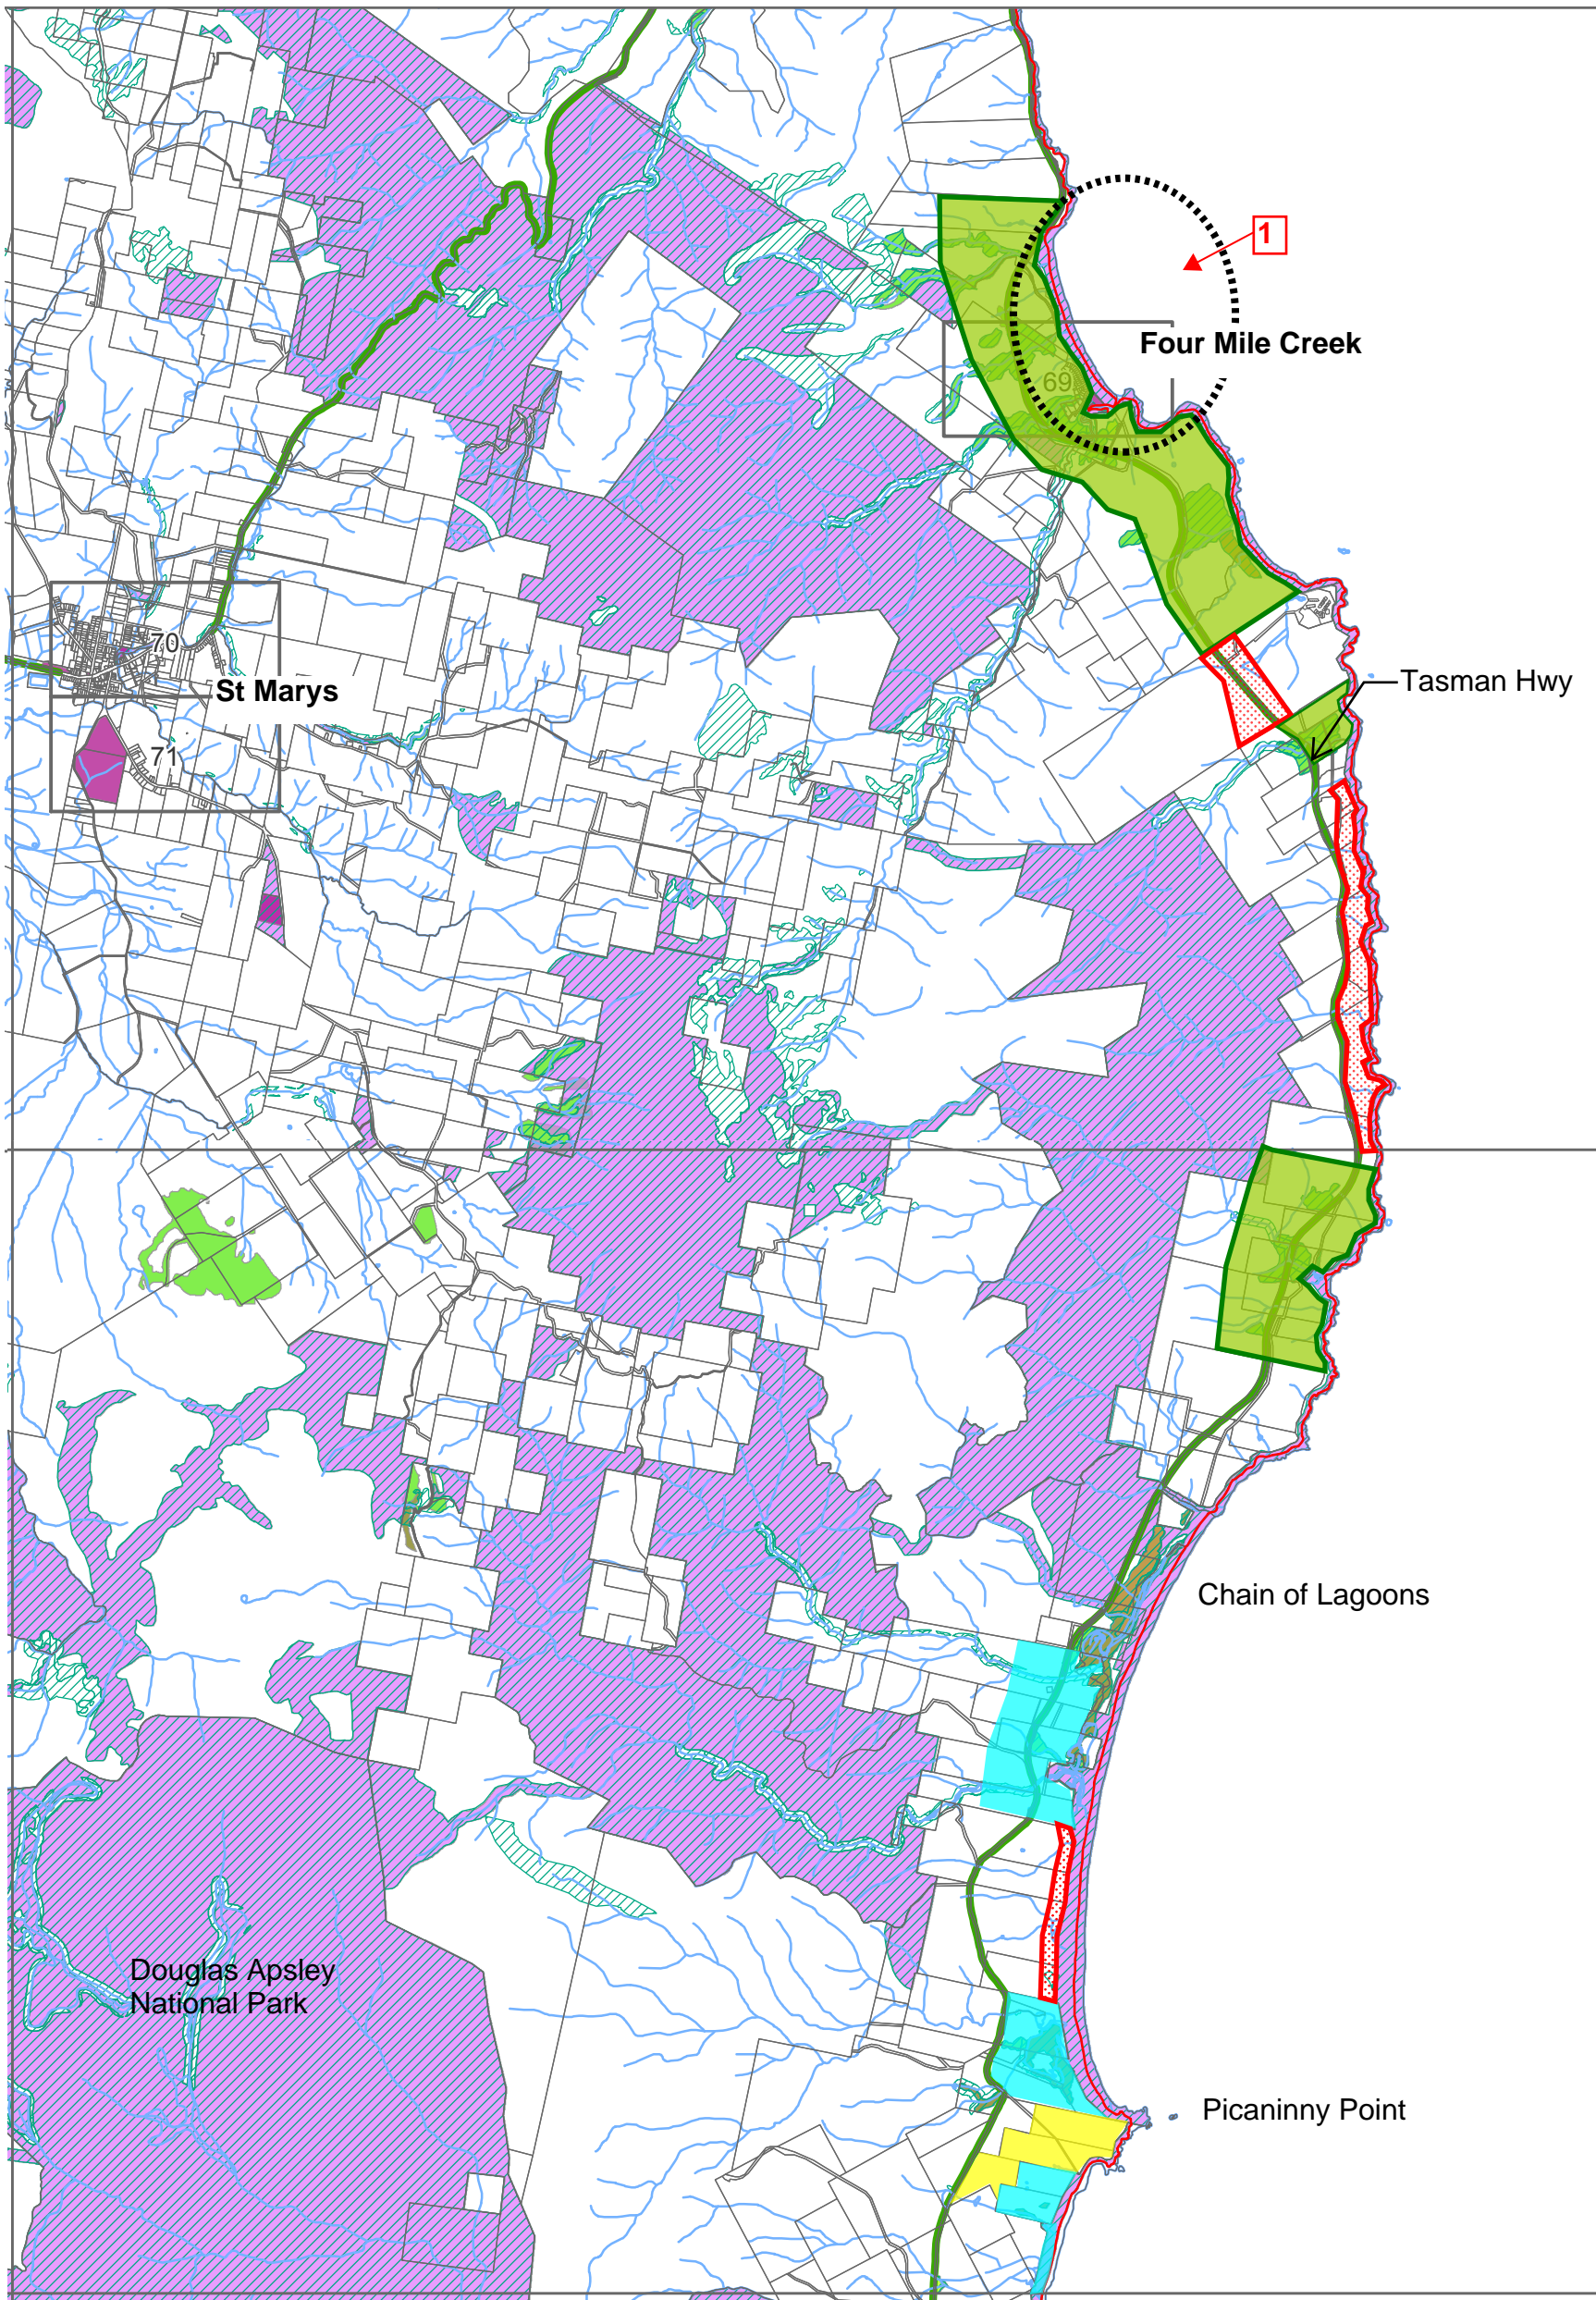 1
Four Mile Creek
69
70
St Marys
Tasman Hwy
71
Chain of Lagoons
Douglas Apsley
National Park
Picaninny Point